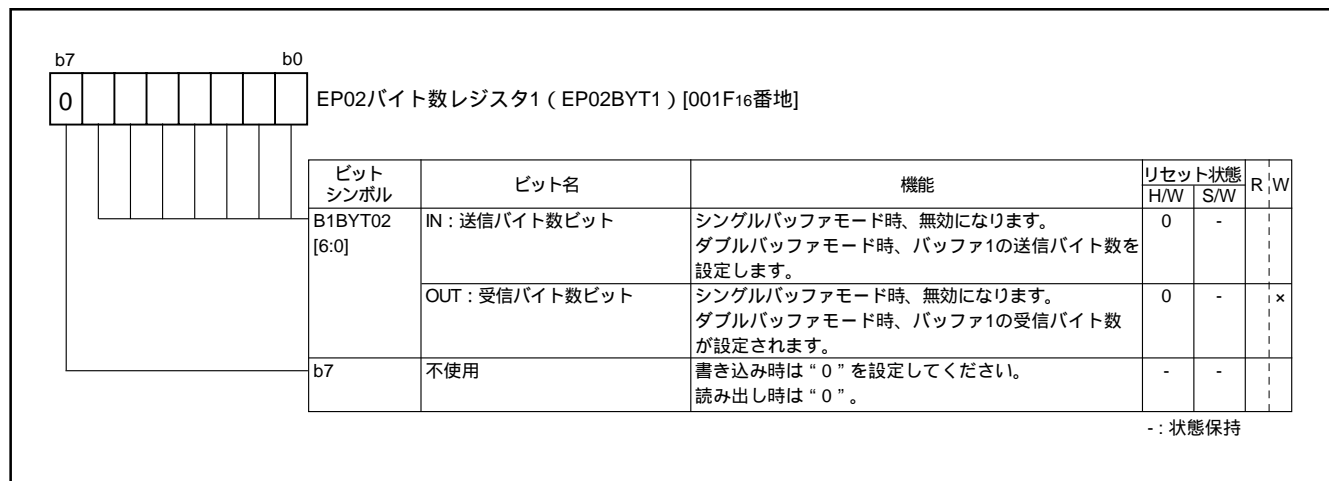 b7 b0
0
EP02バイト数レジスタ1（EP02BYT1）[001F16番地]
ビット
シンボル
ビット名
機能
リセット状態
H/W S/W
R W
B1BYT02
[6:0]
IN：送信バイト数ビット
シングルバッファモード時、無効になります。
ダブルバッファモード時、バッファ1の送信バイト数を
設定します。
0 -
OUT：受信バイト数ビット
シングルバッファモード時、無効になります。
ダブルバッファモード時、バッファ1の受信バイト数
が設定されます。
0 - ×
b7 不使用
書き込み時は“0”を設定してください。
読み出し時は“0”。
- -
-：状態保持